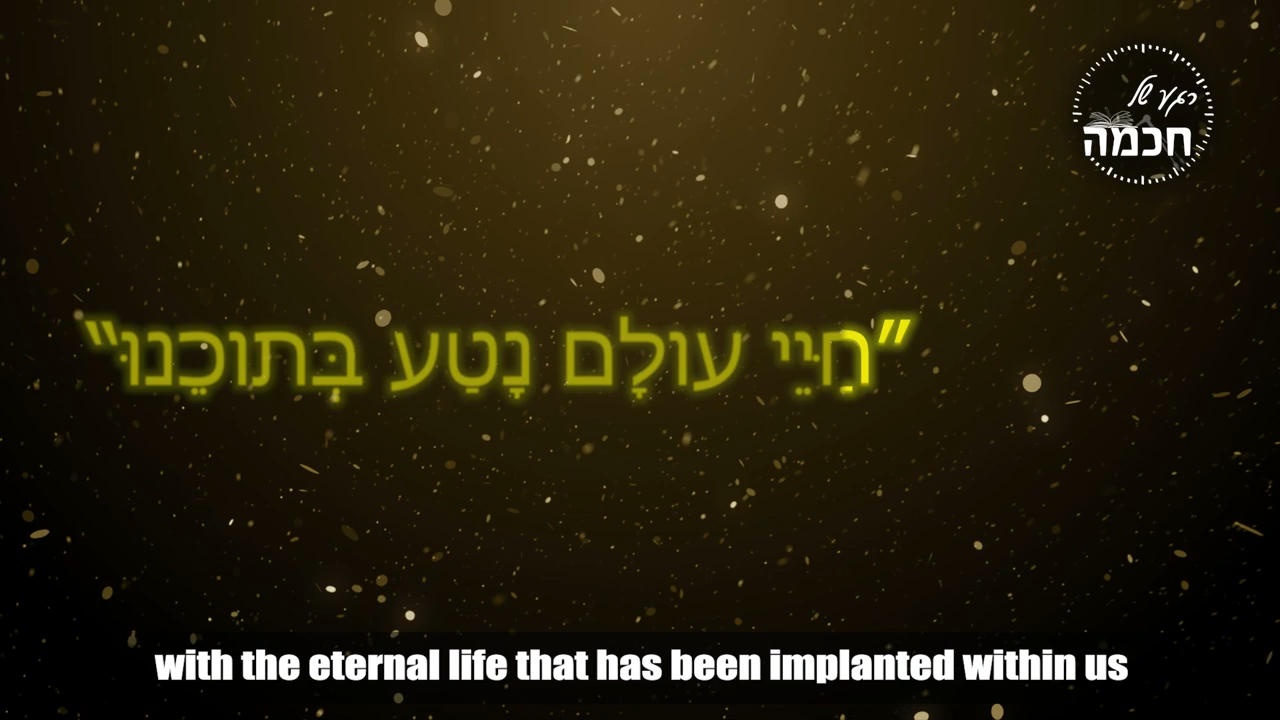 רגע של
חכמה
"חַיֵּי עוֹלָם נָטַע בְּתוֹכֵנוּ"
with the eternal life that has been implanted within us